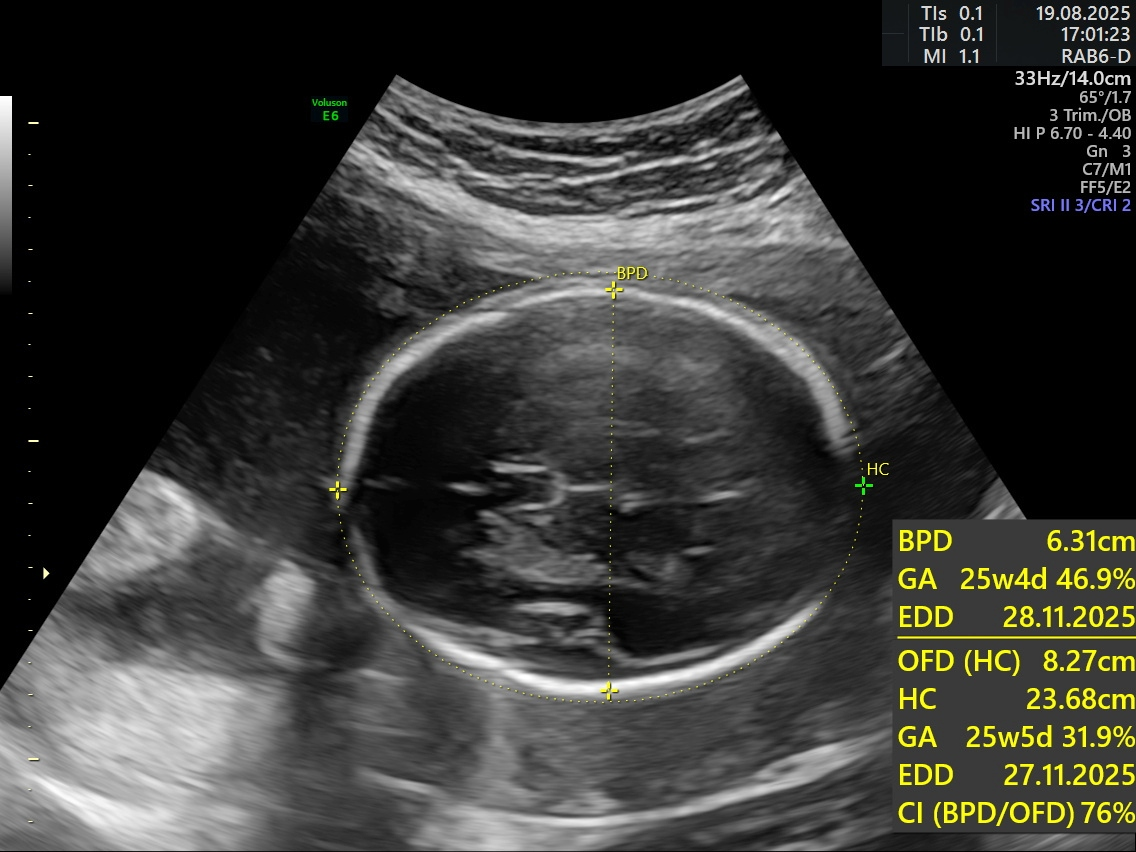 TIs 0.1 19.08.2025
TIb 0.1 17:01:23
MI 1.1 RAB6-D
33Hz/14.0cm
65°/1.7
3 Trim./OB
HI P 6.70 - 4.40
Gn 3
C7/M1
FF5/E2
SRI II 3/CRI 2
Voluson
E6
BPD
HC
BPD 6.31cm
GA 25w4d 46.9%
EDD 28.11.2025
OFD (HC) 8.27cm
HC 23.68cm
GA 25w5d 31.9%
EDD 27.11.2025
CI (BPD/OFD) 76%